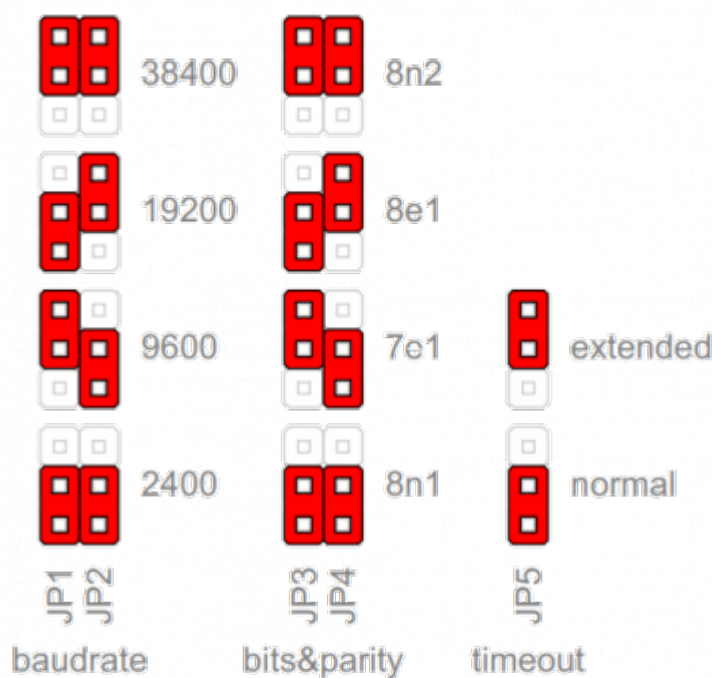 38400 8n2
19200 8e1
9600 7e1 extended
2400 8n1 normal
JP1 JP2 JP3 JP4 JP5
baudrate bits&parity timeout